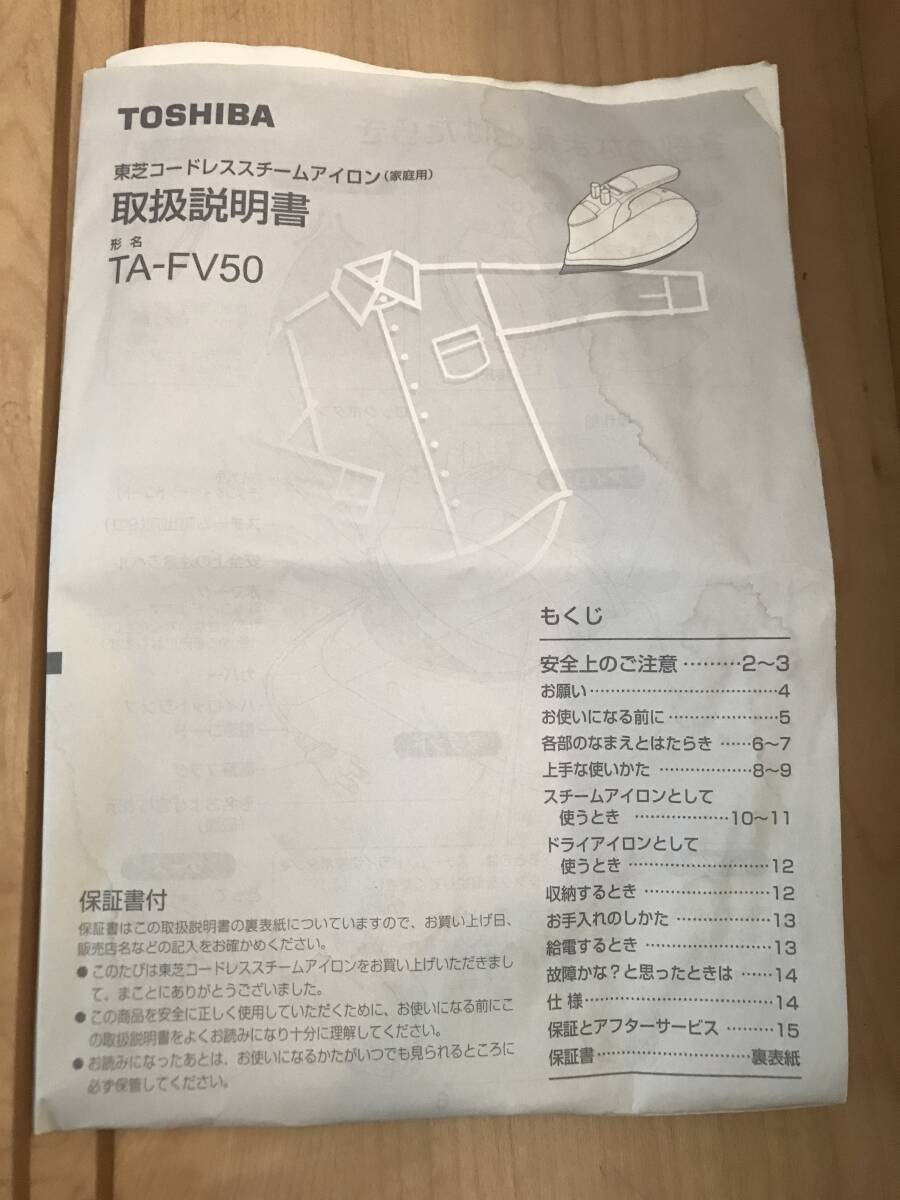 TOSHIBA
東芝コードレススチームアイロン(家庭用)
取扱説明書
形名
TA-FV50
もくじ
安全上のご注意 ………2～3
お願い……………………………4
お使いになる前に…………………5
各部のなまえとはたらき ……6～7
上手な使いかた ………………8～9
スチームアイロンとして
使うとき ………………10～11
ドライアイロンとして
使うとき ………………………12
収納するとき ……………………12
お手入れのしかた ………………13
給電するとき ……………………13
故障かな?と思ったときは ……14
仕様………………………………14
保証とアフターサービス ………15
保証書…………………………裏表紙
保証書付
保証書はこの取扱説明書の裏表紙についていますので、お買い上げ日、
販売店名などの記入をお確かめください。
●このたびは東芝コードレススチームアイロンをお買い上げいただきまし
て、まことにありがとうございました。
●この商品を安全に正しく使用していただくために、お使いになる前にこ
の取扱説明書をよくお読みになり十分に理解してください。
●お読みになったあとは、お使いになるかたがいつでも見られるところに
必ず保管してください。